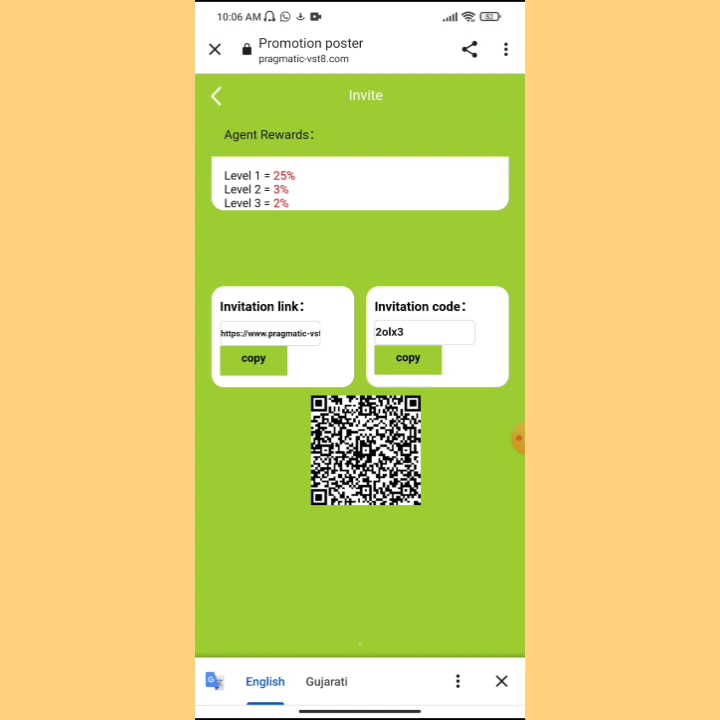 10:06 AM
52
Promotion poster
pragmatic-vst8.com
Invite
Agent Rewards:
Level 1 = 25%
Level 2 = 3%
Level 3 = 2%
Invitation link:
https://www.pragmatic-vst
copy
Invitation code:
2olx3
copy
English Gujarati